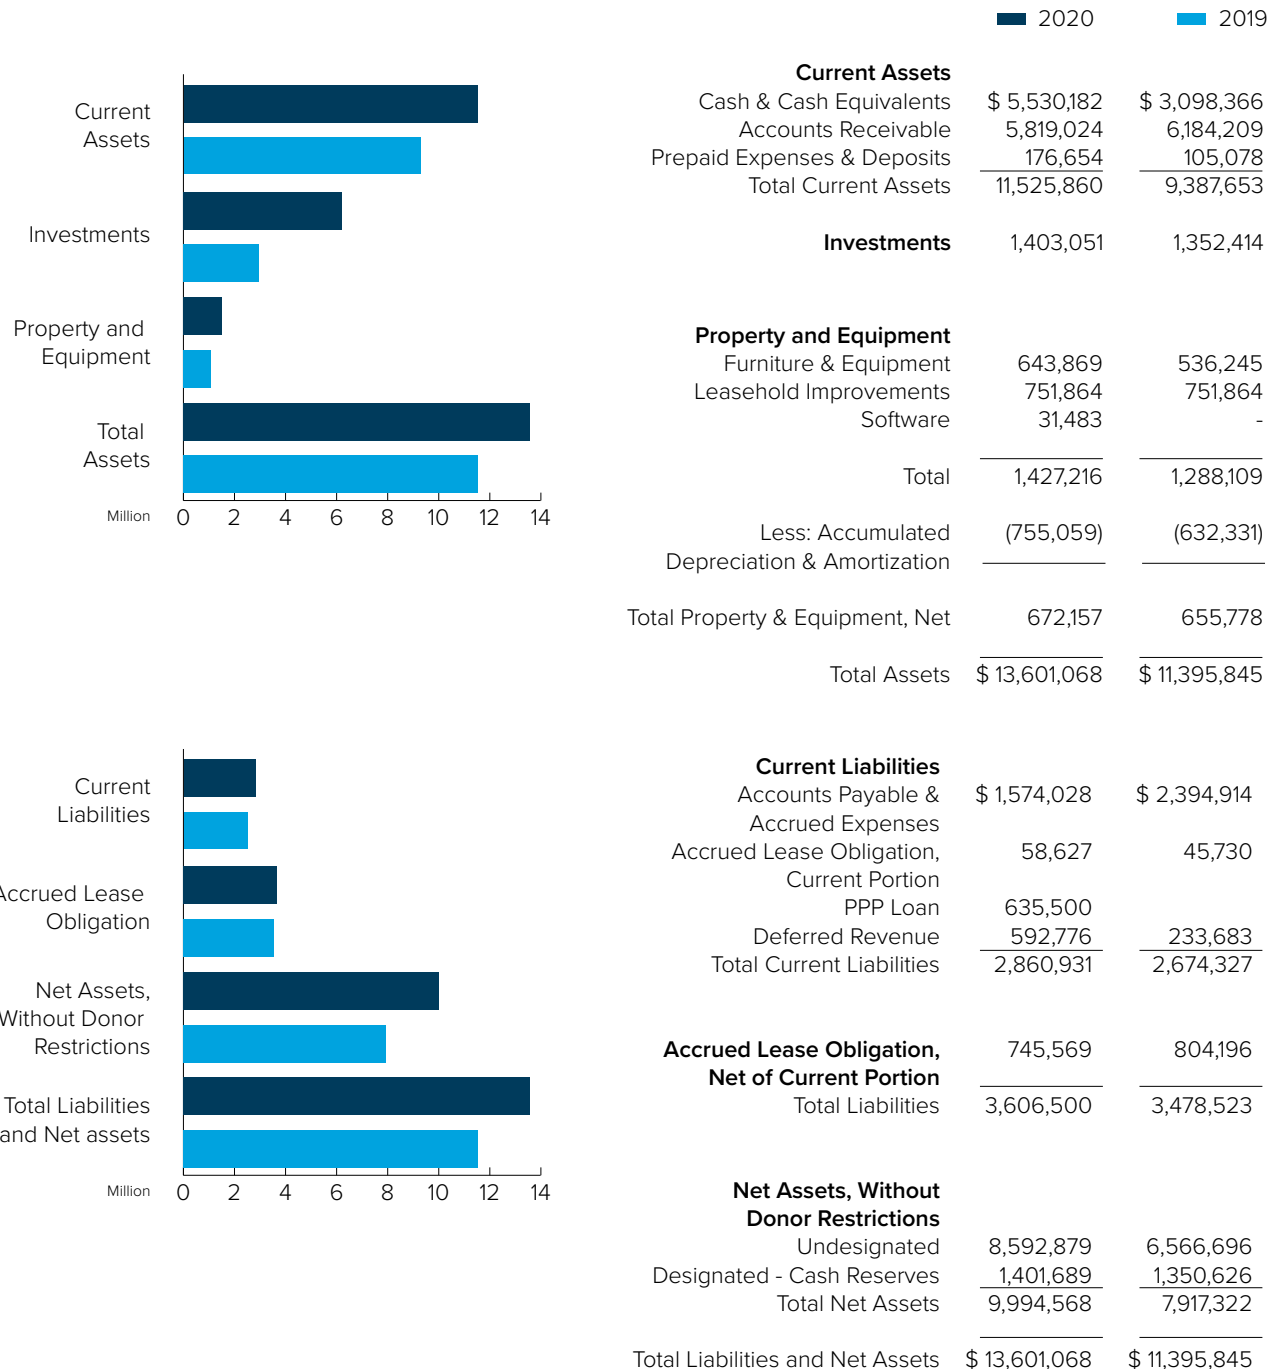 2020 2019
Current
Assets
Investments
Property and
Equipment
Total
Assets
Million 0 2 4 6 8 10 12 14
Current Assets
Cash & Cash Equivalents $ 5,530,182 $ 3,098,366
Accounts Receivable 5,819,024 6,184,209
Prepaid Expenses & Deposits 176,654 105,078
Total Current Assets 11,525,860 9,387,653
Investments 1,403,051 1,352,414
Property and Equipment
Furniture & Equipment 643,869 536,245
Leasehold Improvements 751,864 751,864
Software 31,483 -
Total 1,427,216 1,288,109
Less: Accumulated (755,059) (632,331)
Depreciation & Amortization
Total Property & Equipment, Net 672,157 655,778
Total Assets $ 13,601,068 $ 11,395,845
Current
Liabilities
Accrued Lease
Obligation
Net Assets,
Without Donor
Restrictions
Total Liabilities
and Net assets
Million 0 2 4 6 8 10 12 14
Current Liabilities
Accounts Payable & $ 1,574,028 $ 2,394,914
Accrued Expenses
Accrued Lease Obligation, 58,627 45,730
Current Portion
PPP Loan 635,500
Deferred Revenue 592,776 233,683
Total Current Liabilities 2,860,931 2,674,327
Accrued Lease Obligation, 745,569 804,196
Net of Current Portion
Total Liabilities 3,606,500 3,478,523
Net Assets, Without
Donor Restrictions
Undesignated 8,592,879 6,566,696
Designated - Cash Reserves 1,401,689 1,350,626
Total Net Assets 9,994,568 7,917,322
Total Liabilities and Net Assets $ 13,601,068 $ 11,395,845